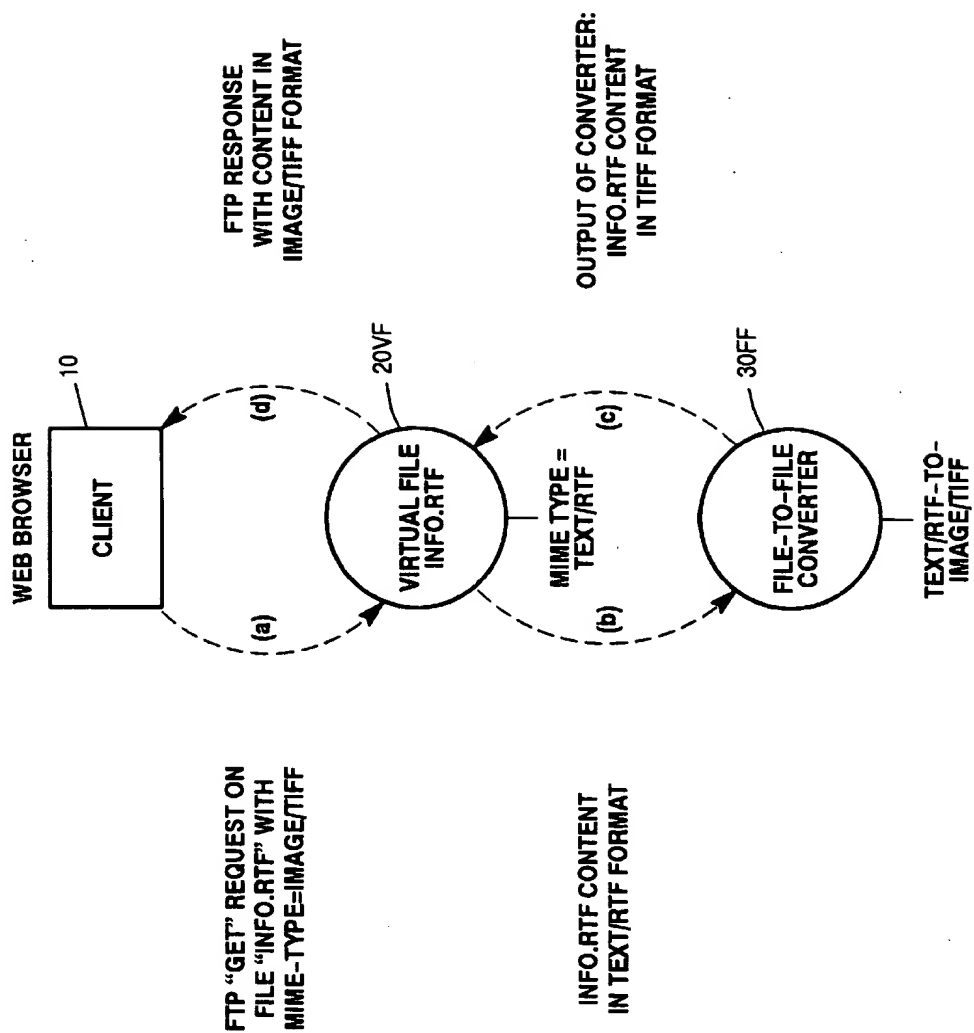 WEB BROWSER
10
CLIENT
FTP "GET" REQUEST ON
FILE "INFO.RTF" WITH
MIME-TYPE=IMAGE/TIFF
(a)
(d)
FTP RESPONSE
WITH CONTENT IN
IMAGE/TIFF FORMAT
20VF
VIRTUAL FILE
INFO.RTF
MIME TYPE =
TEXT/RTF
INFO.RTF CONTENT
IN TEXT/RTF FORMAT
(b)
(c)
OUTPUT OF CONVERTER:
INFO.RTF CONTENT
IN TIFF FORMAT
30FF
FILE-TO-FILE
CONVERTER
TEXT/RTF-TO-
IMAGE/TIFF